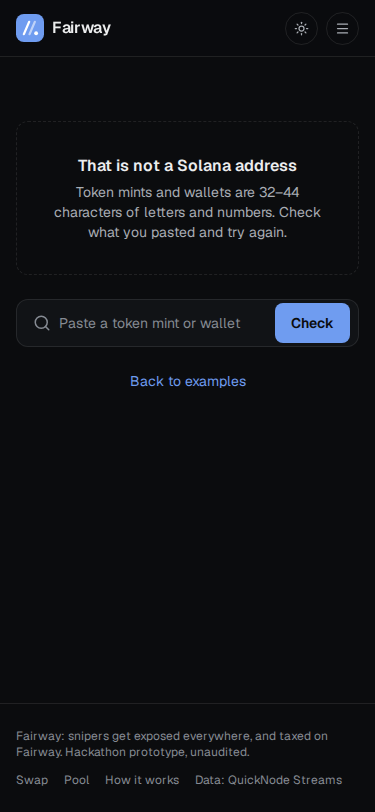 Fairway
That is not a Solana address
Token mints and wallets are 32–44
characters of letters and numbers. Check
what you pasted and try again.
Paste a token mint or wallet
Check
Back to examples
Fairway: snipers get exposed everywhere, and taxed on
Fairway. Hackathon prototype, unaudited.
Swap Pool How it works Data: QuickNode Streams